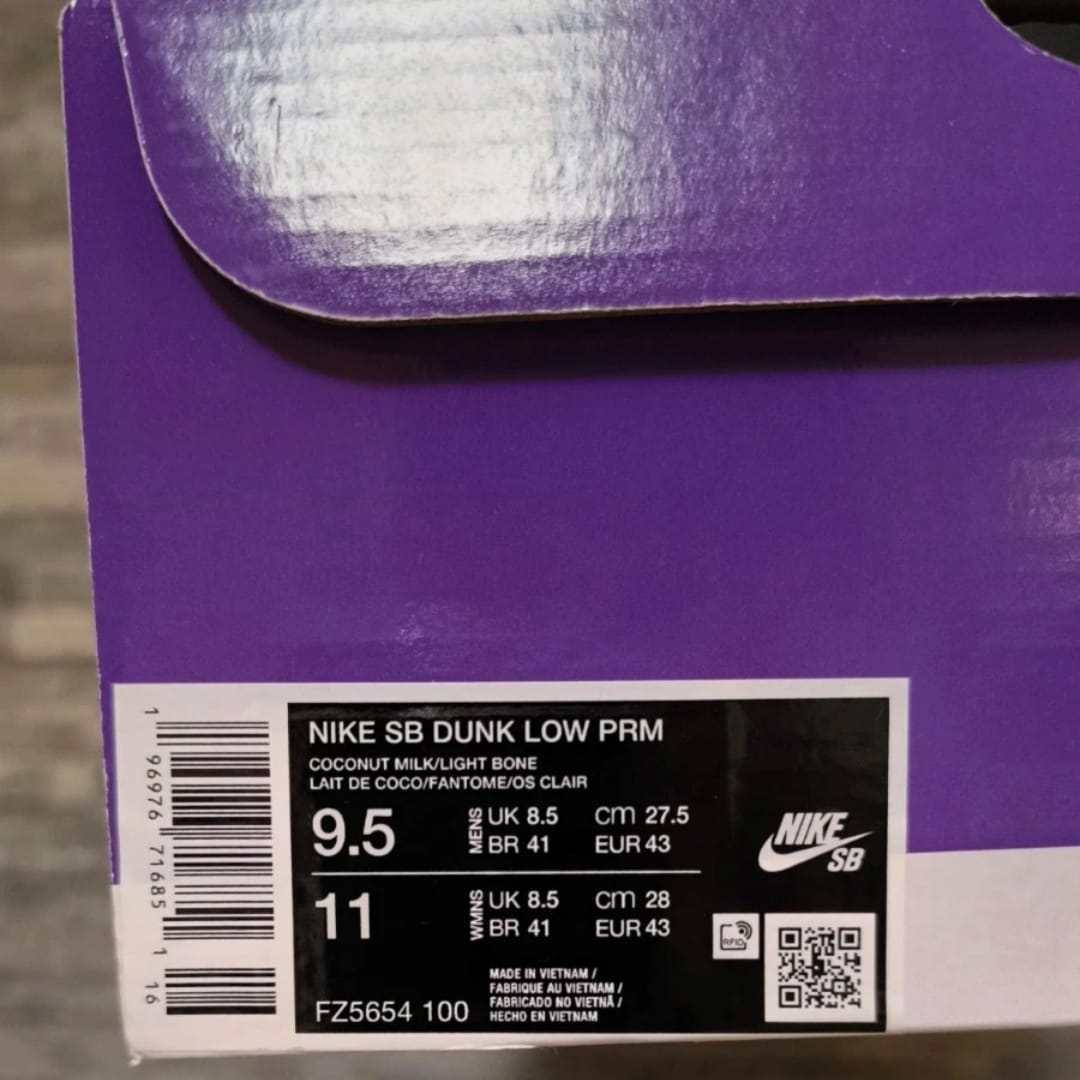 NIKE SB DUNK LOW PRM
COCONUT MILK/LIGHT BONE
LAIT DE COCO/FANTOME/OS CLAIR
9.5 MENS UK 8.5 cm 27.5
BR 41 EUR 43
11 WMNS UK 8.5 cm 28
BR 41 EUR 43
FZ5654 100
MADE IN VIETNAM /
FABRIQUE AU VIETNAM /
FABRICADO NO VIETNÃ /
HECHO EN VIETNAM
NIKE
SB
RFID
1 96976 71685 1 16